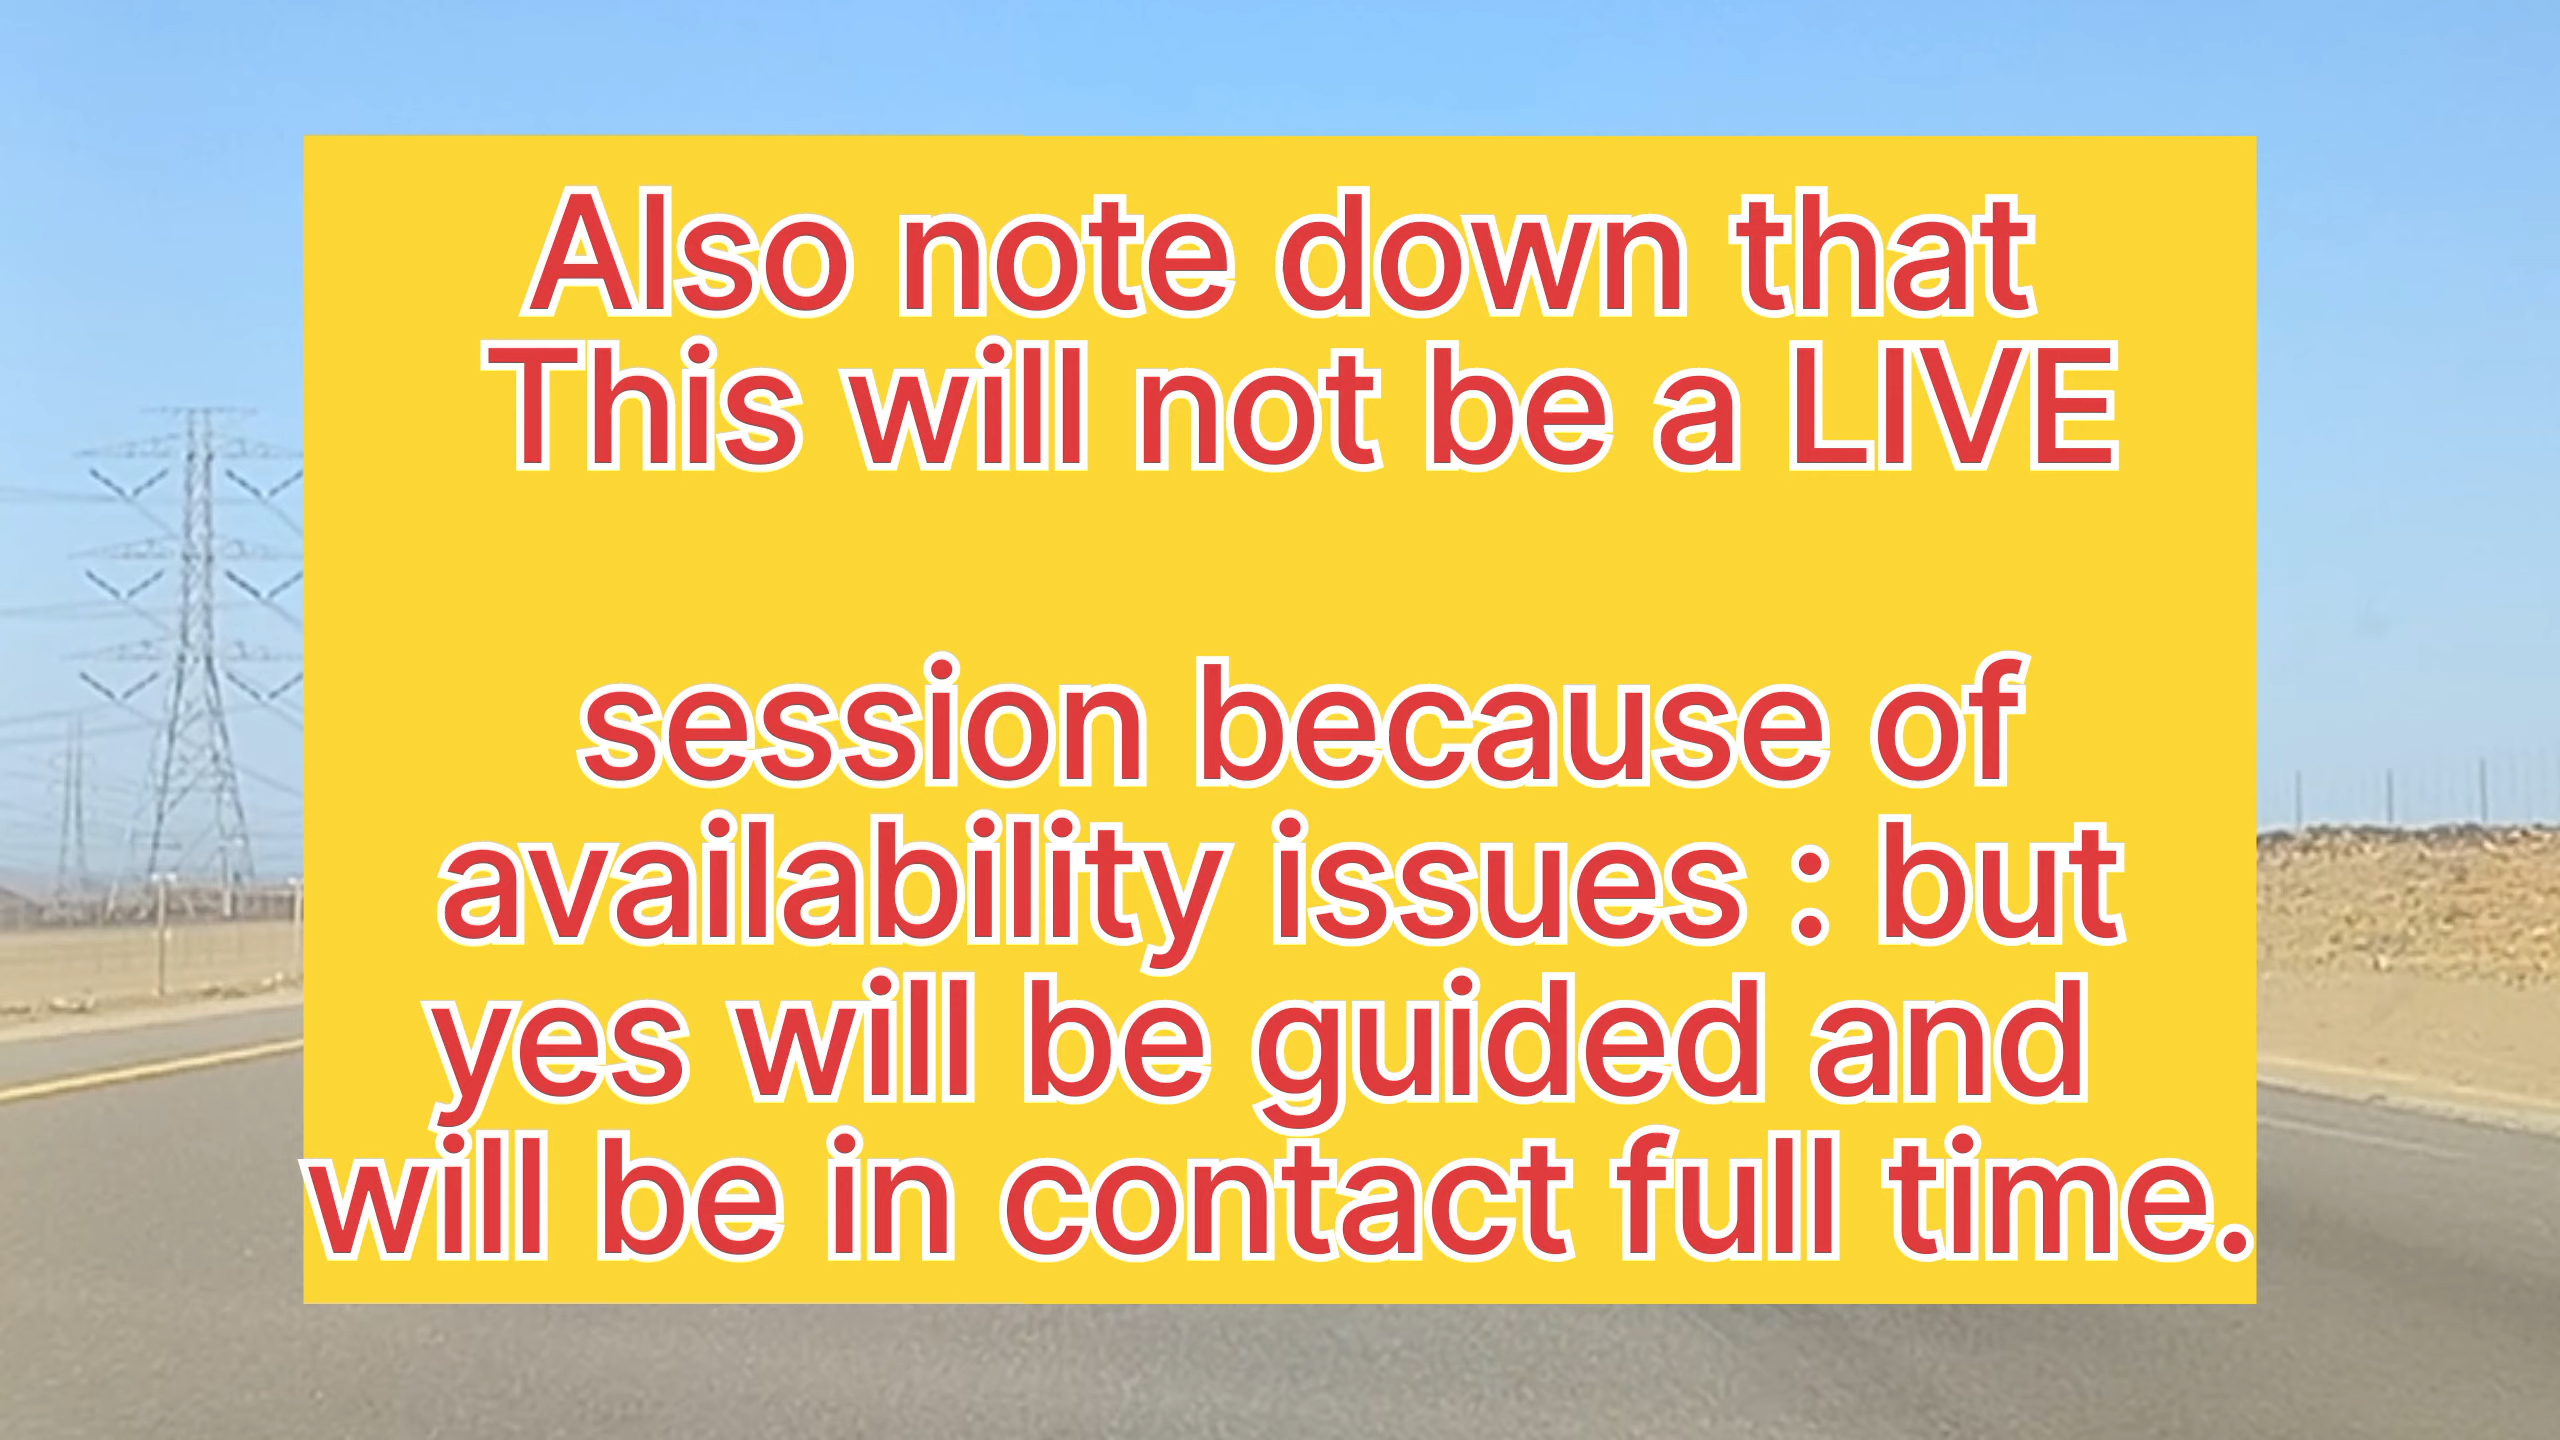 Also note down that
This will not be a LIVE
session because of
availability issues : but
yes will be guided and
will be in contact full time.